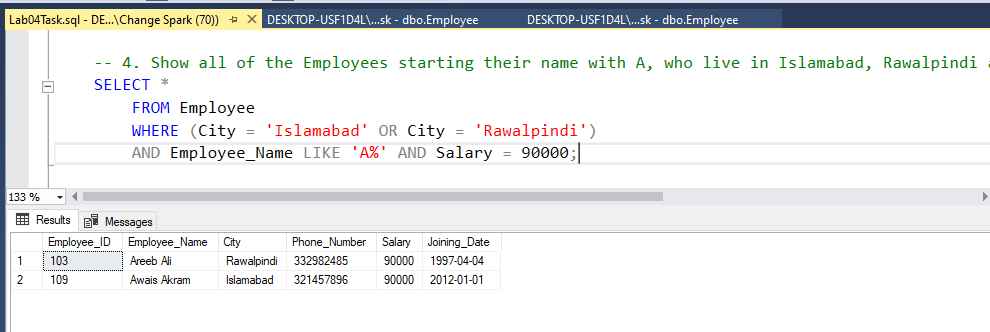 Lab04Task.sql - DE...\Change Spark (70)) DESKTOP-USF1D4L\...sk - dbo.Employee DESKTOP-USF1D4L\...sk - dbo.Employee
-- 4. Show all of the Employees starting their name with A, who live in Islamabad, Rawalpindi a
SELECT *
FROM Employee
WHERE (City = 'Islamabad' OR City = 'Rawalpindi')
AND Employee_Name LIKE 'A%' AND Salary = 90000;
133 %
Results Messages
Employee_ID Employee_Name City Phone_Number Salary Joining_Date
1 103 Areeb Ali Rawalpindi 332982485 90000 1997-04-04
2 109 Awais Akram Islamabad 321457896 90000 2012-01-01